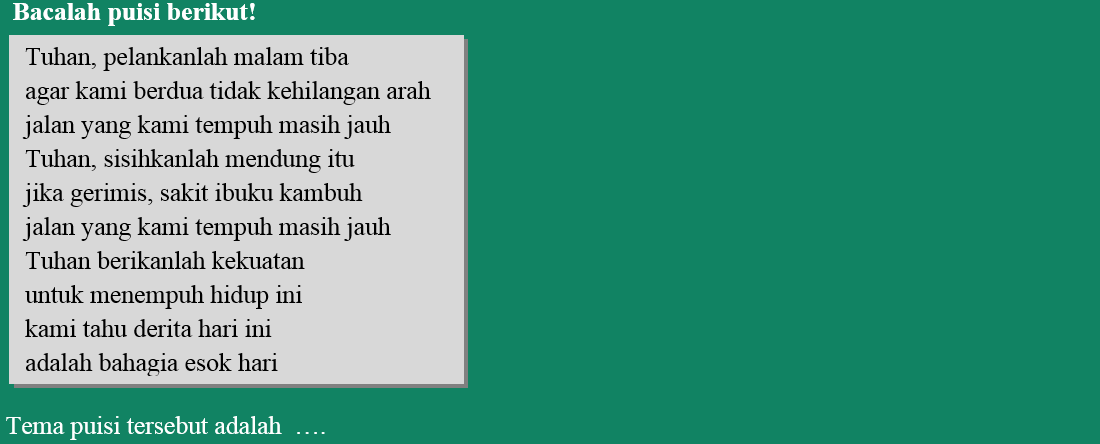 Bacalah puisi berikut!
Tuhan, pelankanlah malam tiba
agar kami berdua tidak kehilangan arah
jalan yang kami tempuh masih jauh
Tuhan, sisihkanlah mendung itu
jika gerimis, sakit ibuku kambuh
jalan yang kami tempuh masih jauh
Tuhan berikanlah kekuatan
untuk menempuh hidup ini
kami tahu derita hari ini
adalah bahagia esok hari
Tema puisi tersebut adalah ....